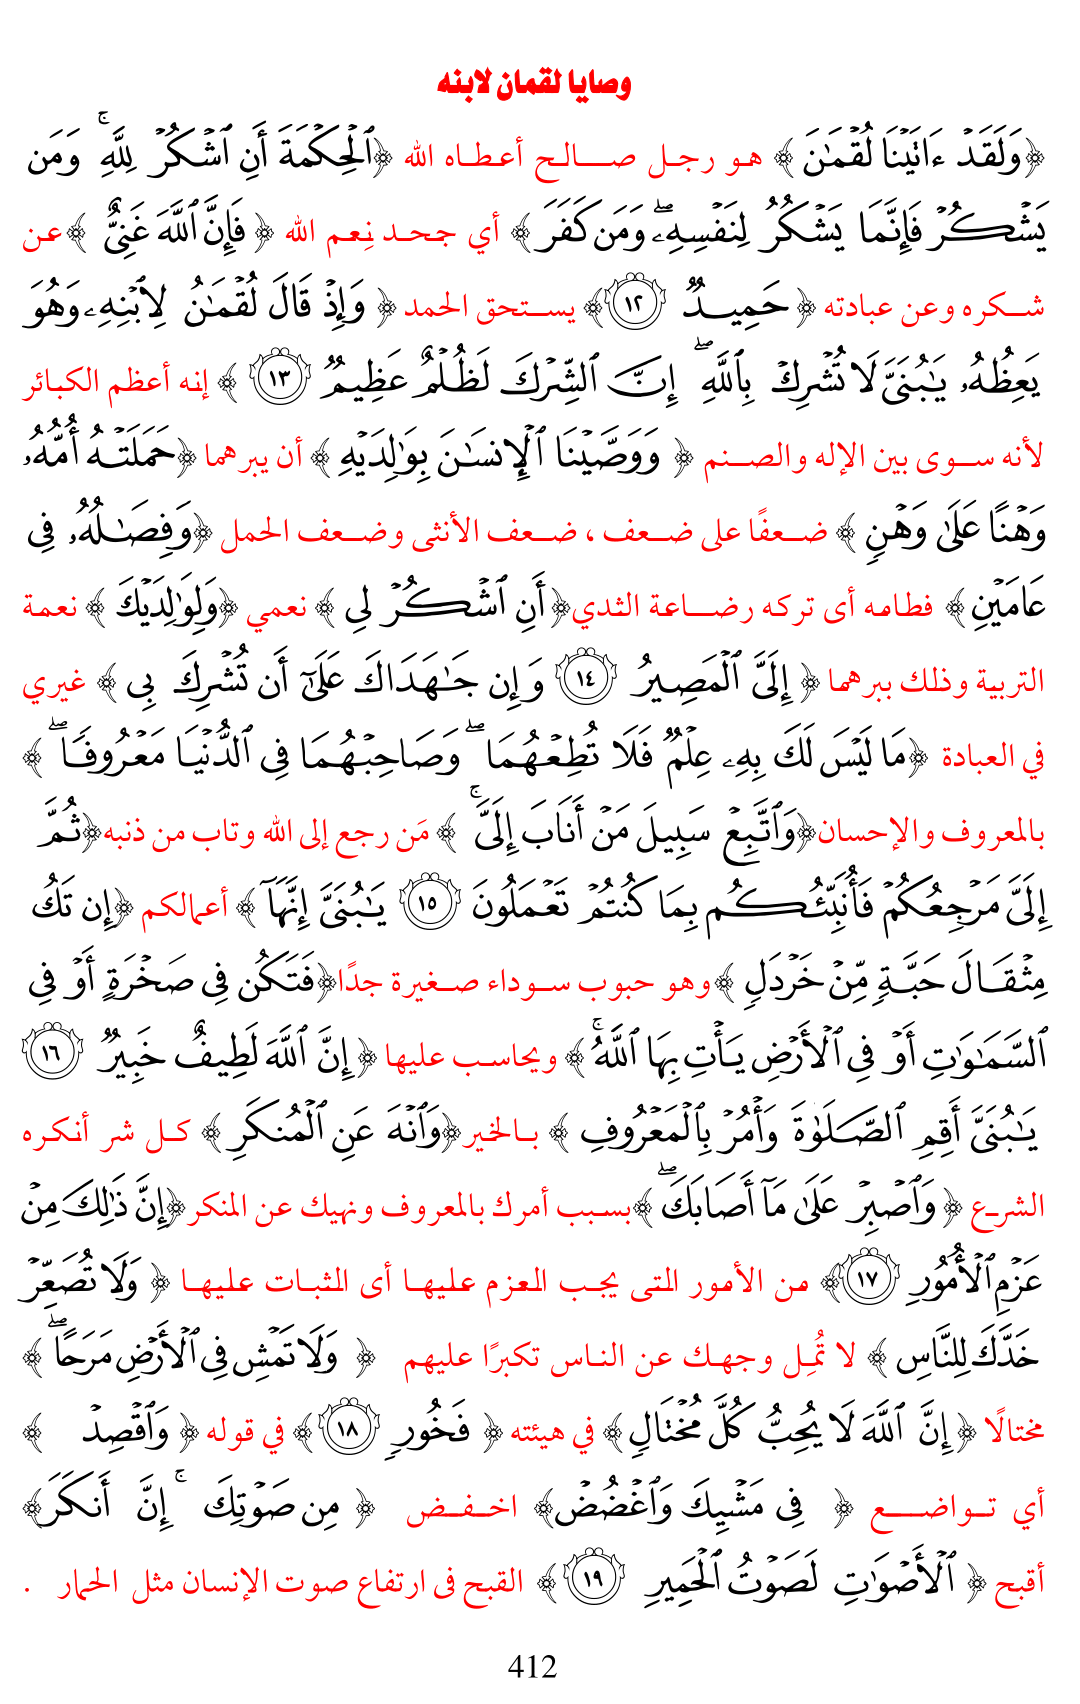 وصايا لقمان لابنه
﴿وَلَقَدْ ءَاتَيْنَا لُقْمَٰنَ ﴾ هو رجل صالح أعطاه الله ﴿ٱلْحِكْمَةَ أَنِ ٱشْكُرْ لِلَّهِ ۚ وَمَن
يَشْكُرْ فَإِنَّمَا يَشْكُرُ لِنَفْسِهِۦ ۖ وَمَن كَفَرَ ﴾ أي جحد نِعم الله ﴿ فَإِنَّ ٱللَّهَ غَنِىٌّ ﴾ عن
شكره وعن عبادته ﴿ حَمِيدٌ ١٢﴾ يستحق الحمد ﴿ وَإِذْ قَالَ لُقْمَٰنُ لِٱبْنِهِۦ وَهُوَ
يَعِظُهُۥ يَٰبُنَىَّ لَا تُشْرِكْ بِٱللَّهِ ۖ إِنَّ ٱلشِّرْكَ لَظُلْمٌ عَظِيمٌ ١٣ ﴾ إنه أعظم الكبائر
لأنه سوى بين الإله والصنم ﴿ وَوَصَّيْنَا ٱلْإِنسَٰنَ بِوَٰلِدَيْهِ ﴾ أن يبرهما ﴿حَمَلَتْهُ أُمُّهُۥ
وَهْنًا عَلَىٰ وَهْنٍ ﴾ ضعفًا على ضعف ، ضعف الأنثى وضعف الحمل ﴿وَفِصَٰلُهُۥ فِى
عَامَيْنِ ﴾ فطامه أى تركه رضاعة الثدي﴿أَنِ ٱشْكُرْ لِى ﴾ نعمي ﴿وَلِوَٰلِدَيْكَ ﴾ نعمة
التربية وذلك ببرهما ﴿ إِلَىَّ ٱلْمَصِيرُ ١٤ وَإِن جَٰهَدَاكَ عَلَىٰٓ أَن تُشْرِكَ بِى ﴾ غيري
في العبادة ﴿مَا لَيْسَ لَكَ بِهِۦ عِلْمٌ فَلَا تُطِعْهُمَا ۖ وَصَاحِبْهُمَا فِى ٱلدُّنْيَا مَعْرُوفًا ۖ ﴾
بالمعروف والإحسان﴿وَٱتَّبِعْ سَبِيلَ مَنْ أَنَابَ إِلَىَّ ۚ ﴾ مَن رجع إلى الله وتاب من ذنبه﴿ثُمَّ
إِلَىَّ مَرْجِعُكُمْ فَأُنَبِّئُكُم بِمَا كُنتُمْ تَعْمَلُونَ ١٥ يَٰبُنَىَّ إِنَّهَآ ﴾ أعمالكم ﴿إِن تَكُ
مِثْقَالَ حَبَّةٍ مِّنْ خَرْدَلٍ ﴾وهو حبوب سوداء صغيرة جدًا﴿فَتَكُن فِى صَخْرَةٍ أَوْ فِى
ٱلسَّمَٰوَٰتِ أَوْ فِى ٱلْأَرْضِ يَأْتِ بِهَا ٱللَّهُ ۚ ﴾ ويحاسب عليها ﴿ إِنَّ ٱللَّهَ لَطِيفٌ خَبِيرٌ ١٦
يَٰبُنَىَّ أَقِمِ ٱلصَّلَوٰةَ وَأْمُرْ بِٱلْمَعْرُوفِ ﴾ بالخير﴿وَٱنْهَ عَنِ ٱلْمُنكَرِ ﴾ كل شر أنكره
الشرع ﴿ وَٱصْبِرْ عَلَىٰ مَآ أَصَابَكَ ۖ ﴾بسبب أمرك بالمعروف ونهيك عن المنكر﴿إِنَّ ذَٰلِكَ مِنْ
عَزْمِ ٱلْأُمُورِ ١٧﴾ من الأمور التى يجب العزم عليها أى الثبات عليها ﴿ وَلَا تُصَعِّرْ
خَدَّكَ لِلنَّاسِ ﴾ لا تُمِل وجهك عن الناس تكبرًا عليهم ﴿ وَلَا تَمْشِ فِى ٱلْأَرْضِ مَرَحًا ۖ ﴾
مختالًا ﴿ إِنَّ ٱللَّهَ لَا يُحِبُّ كُلَّ مُخْتَالٍ ﴾ في هيئته ﴿ فَخُورٍ ١٨﴾ في قوله ﴿ وَٱقْصِدْ ﴾
أي تواضع ﴿ فِى مَشْيِكَ وَٱغْضُضْ﴾ اخفض ﴿ مِن صَوْتِكَ ۚ إِنَّ أَنكَرَ﴾
أقبح ﴿ ٱلْأَصْوَٰتِ لَصَوْتُ ٱلْحَمِيرِ ١٩﴾ القبح فى ارتفاع صوت الإنسان مثل الحمار .
412